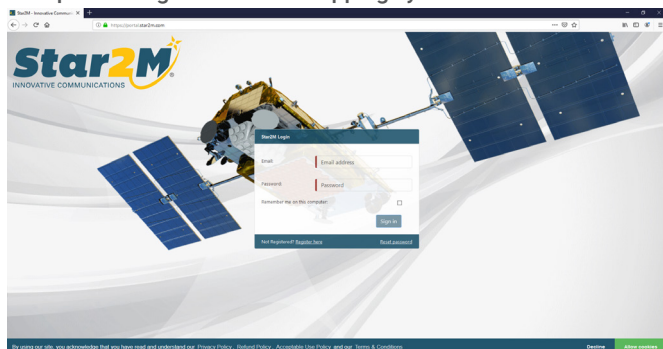 Star2M - Innovative Communi
https://portal.star2m.com
Star2M
INNOVATIVE COMMUNICATIONS
Star2M Login
Email
Email address
Password
Password
Remember me on this computer:
Sign in
Not Registered? Register here
Reset password
By using our site, you acknowledge that you have read and understand our Privacy Policy, Refund Policy, Acceptable Use Policy and our Terms & Conditions
Decline
Allow cookies